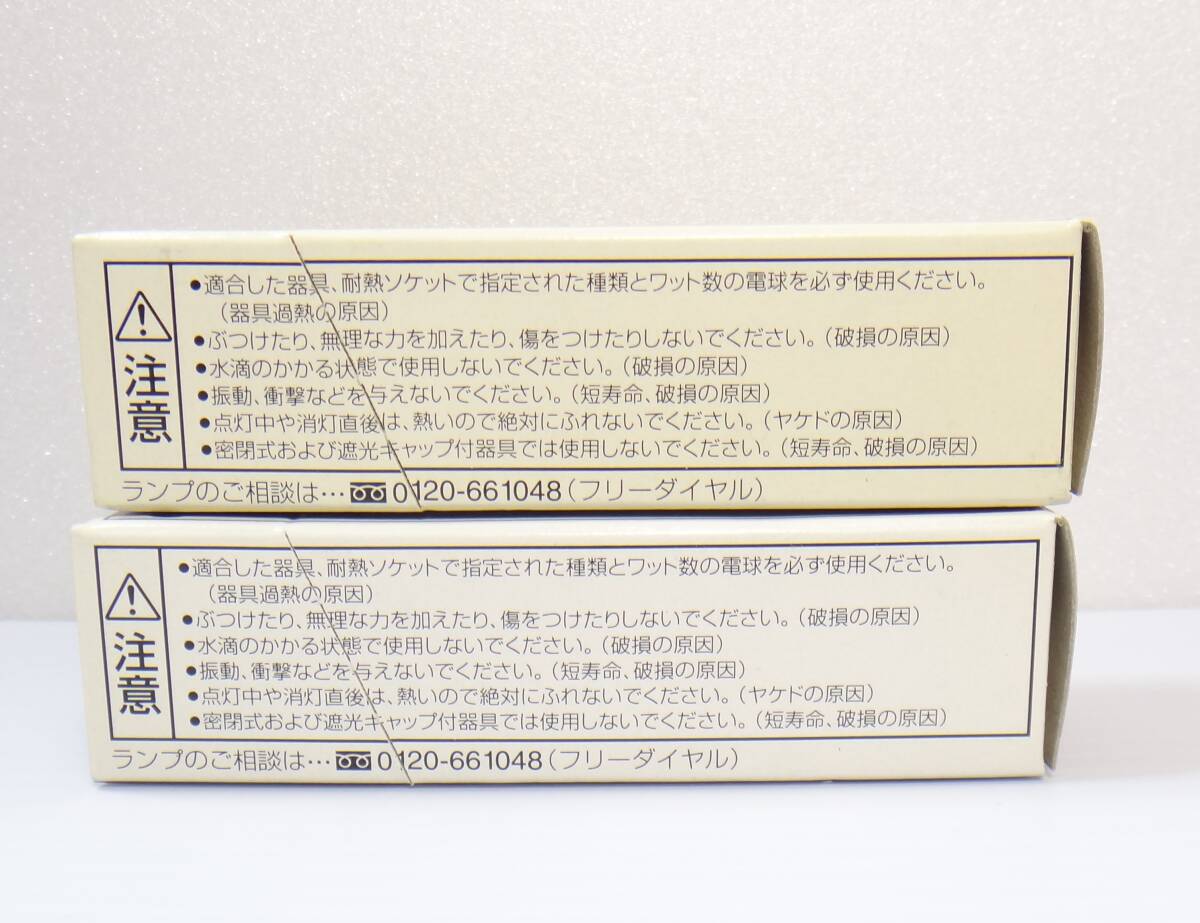 注意
●適合した器具、耐熱ソケットで指定された種類とワット数の電球を必ず使用ください。
（器具過熱の原因）
●ぶつけたり、無理な力を加えたり、傷をつけたりしないでください。（破損の原因）
●水滴のかかる状態で使用しないでください。（破損の原因）
●振動、衝撃などを与えないでください。（短寿命、破損の原因）
●点灯中や消灯直後は、熱いので絶対にふれないでください。（ヤケドの原因）
●密閉式および遮光キャップ付器具では使用しないでください。（短寿命、破損の原因）
ランプのご相談は…0120-661048（フリーダイヤル）
注意
●適合した器具、耐熱ソケットで指定された種類とワット数の電球を必ず使用ください。
（器具過熱の原因）
●ぶつけたり、無理な力を加えたり、傷をつけたりしないでください。（破損の原因）
●水滴のかかる状態で使用しないでください。（破損の原因）
●振動、衝撃などを与えないでください。（短寿命、破損の原因）
●点灯中や消灯直後は、熱いので絶対にふれないでください。（ヤケドの原因）
●密閉式および遮光キャップ付器具では使用しないでください。（短寿命、破損の原因）
ランプのご相談は…0120-661048（フリーダイヤル）